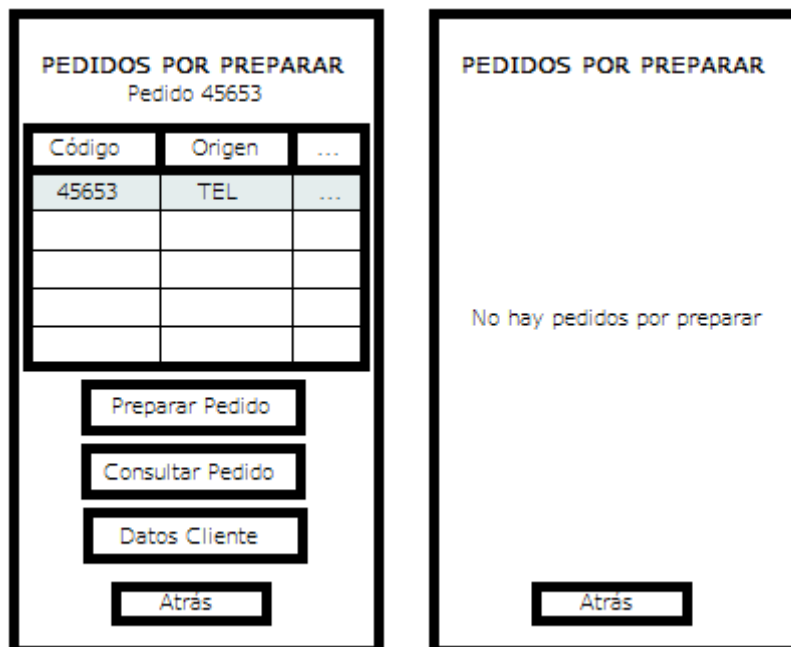 PEDIDOS POR PREPARAR
Pedido 45653
Código Origen ...
45653 TEL ...
Preparar Pedido
Consultar Pedido
Datos Cliente
Atrás
PEDIDOS POR PREPARAR
No hay pedidos por preparar
Atrás